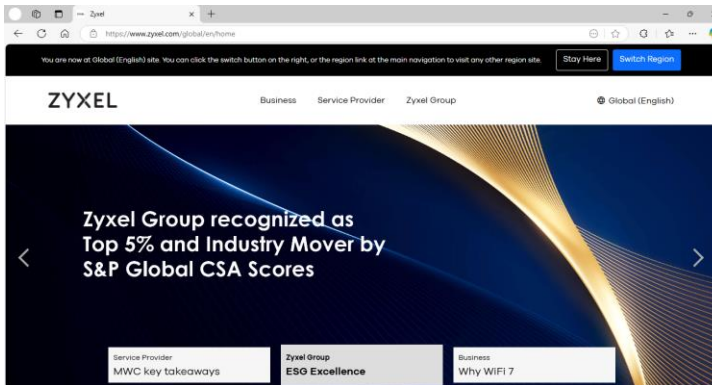 Zyxel
https://www.zyxel.com/global/en/home
You are now at Global (English) site. You can click the switch button on the right, or the region link at the main navigation to visit any other region site.
Stay Here
Switch Region
ZYXEL
Business
Service Provider
Zyxel Group
Global (English)
Zyxel Group recognized as
Top 5% and Industry Mover by
S&P Global CSA Scores
Service Provider
MWC key takeaways
Zyxel Group
ESG Excellence
Business
Why WiFi 7